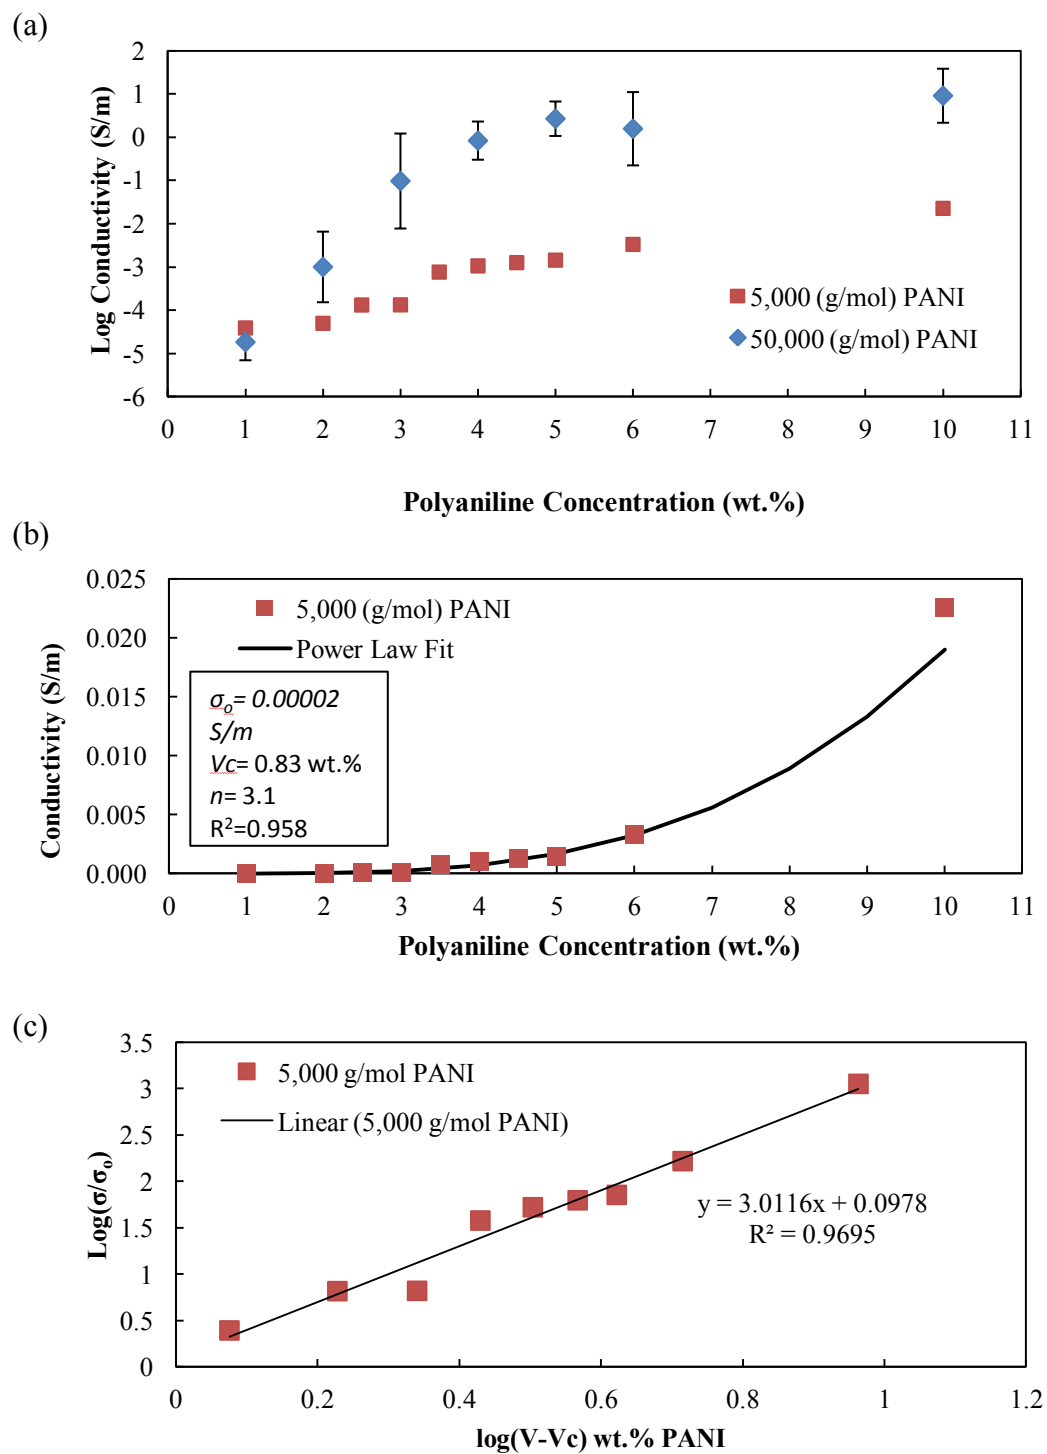 (a)
2
1
0
-1
-2
-3
-4
-5
-6
Log Conductivity (S/m)
5,000 (g/mol) PANI
50,000 (g/mol) PANI
0 1 2 3 4 5 6 7 8 9 10 11
Polyaniline Concentration (wt.%)
(b)
0.025
0.020
0.015
0.010
0.005
0.000
Conductivity (S/m)
5,000 (g/mol) PANI
Power Law Fit
σo= 0.00002
S/m
Vc= 0.83 wt.%
n= 3.1
R²=0.958
0 1 2 3 4 5 6 7 8 9 10 11
Polyaniline Concentration (wt.%)
(c)
3.5
3
2.5
2
1.5
1
0.5
0
Log(σ/σo)
5,000 g/mol PANI
Linear (5,000 g/mol PANI)
y = 3.0116x + 0.0978
R² = 0.9695
0 0.2 0.4 0.6 0.8 1 1.2
log(V-Vc) wt.% PANI